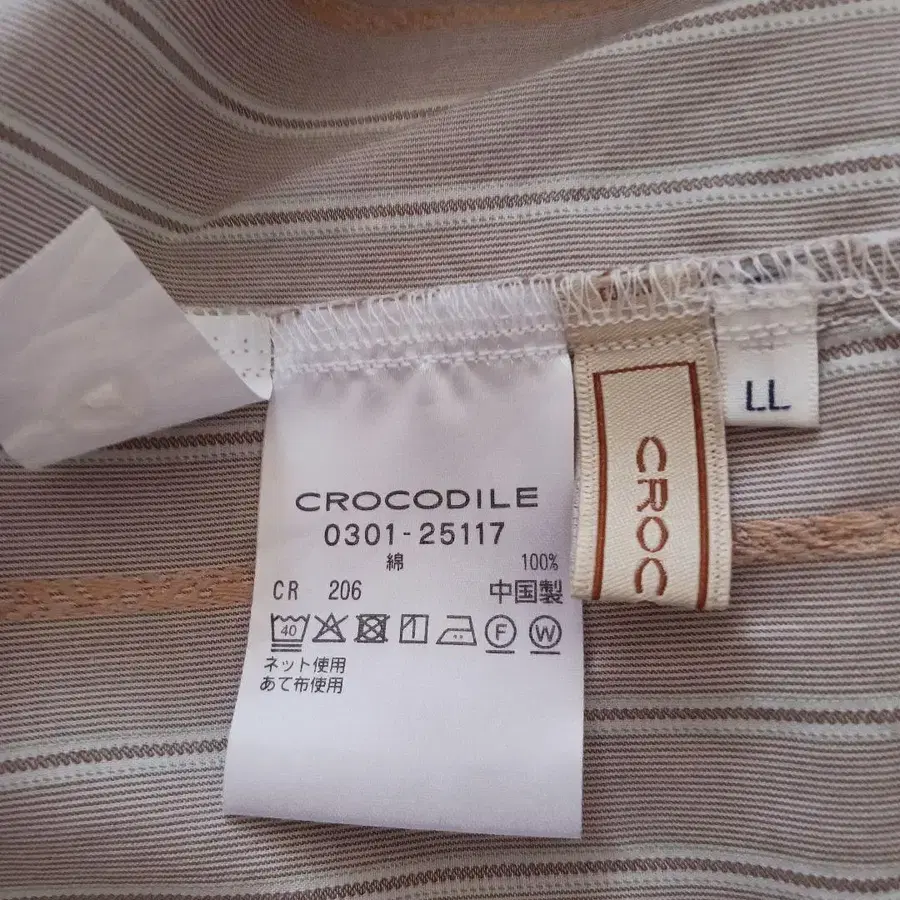 CROCODILE
0301-25117
綿 100%
CR 206 中国製
40 F W
ネット使用
あて布使用
CROC
LL